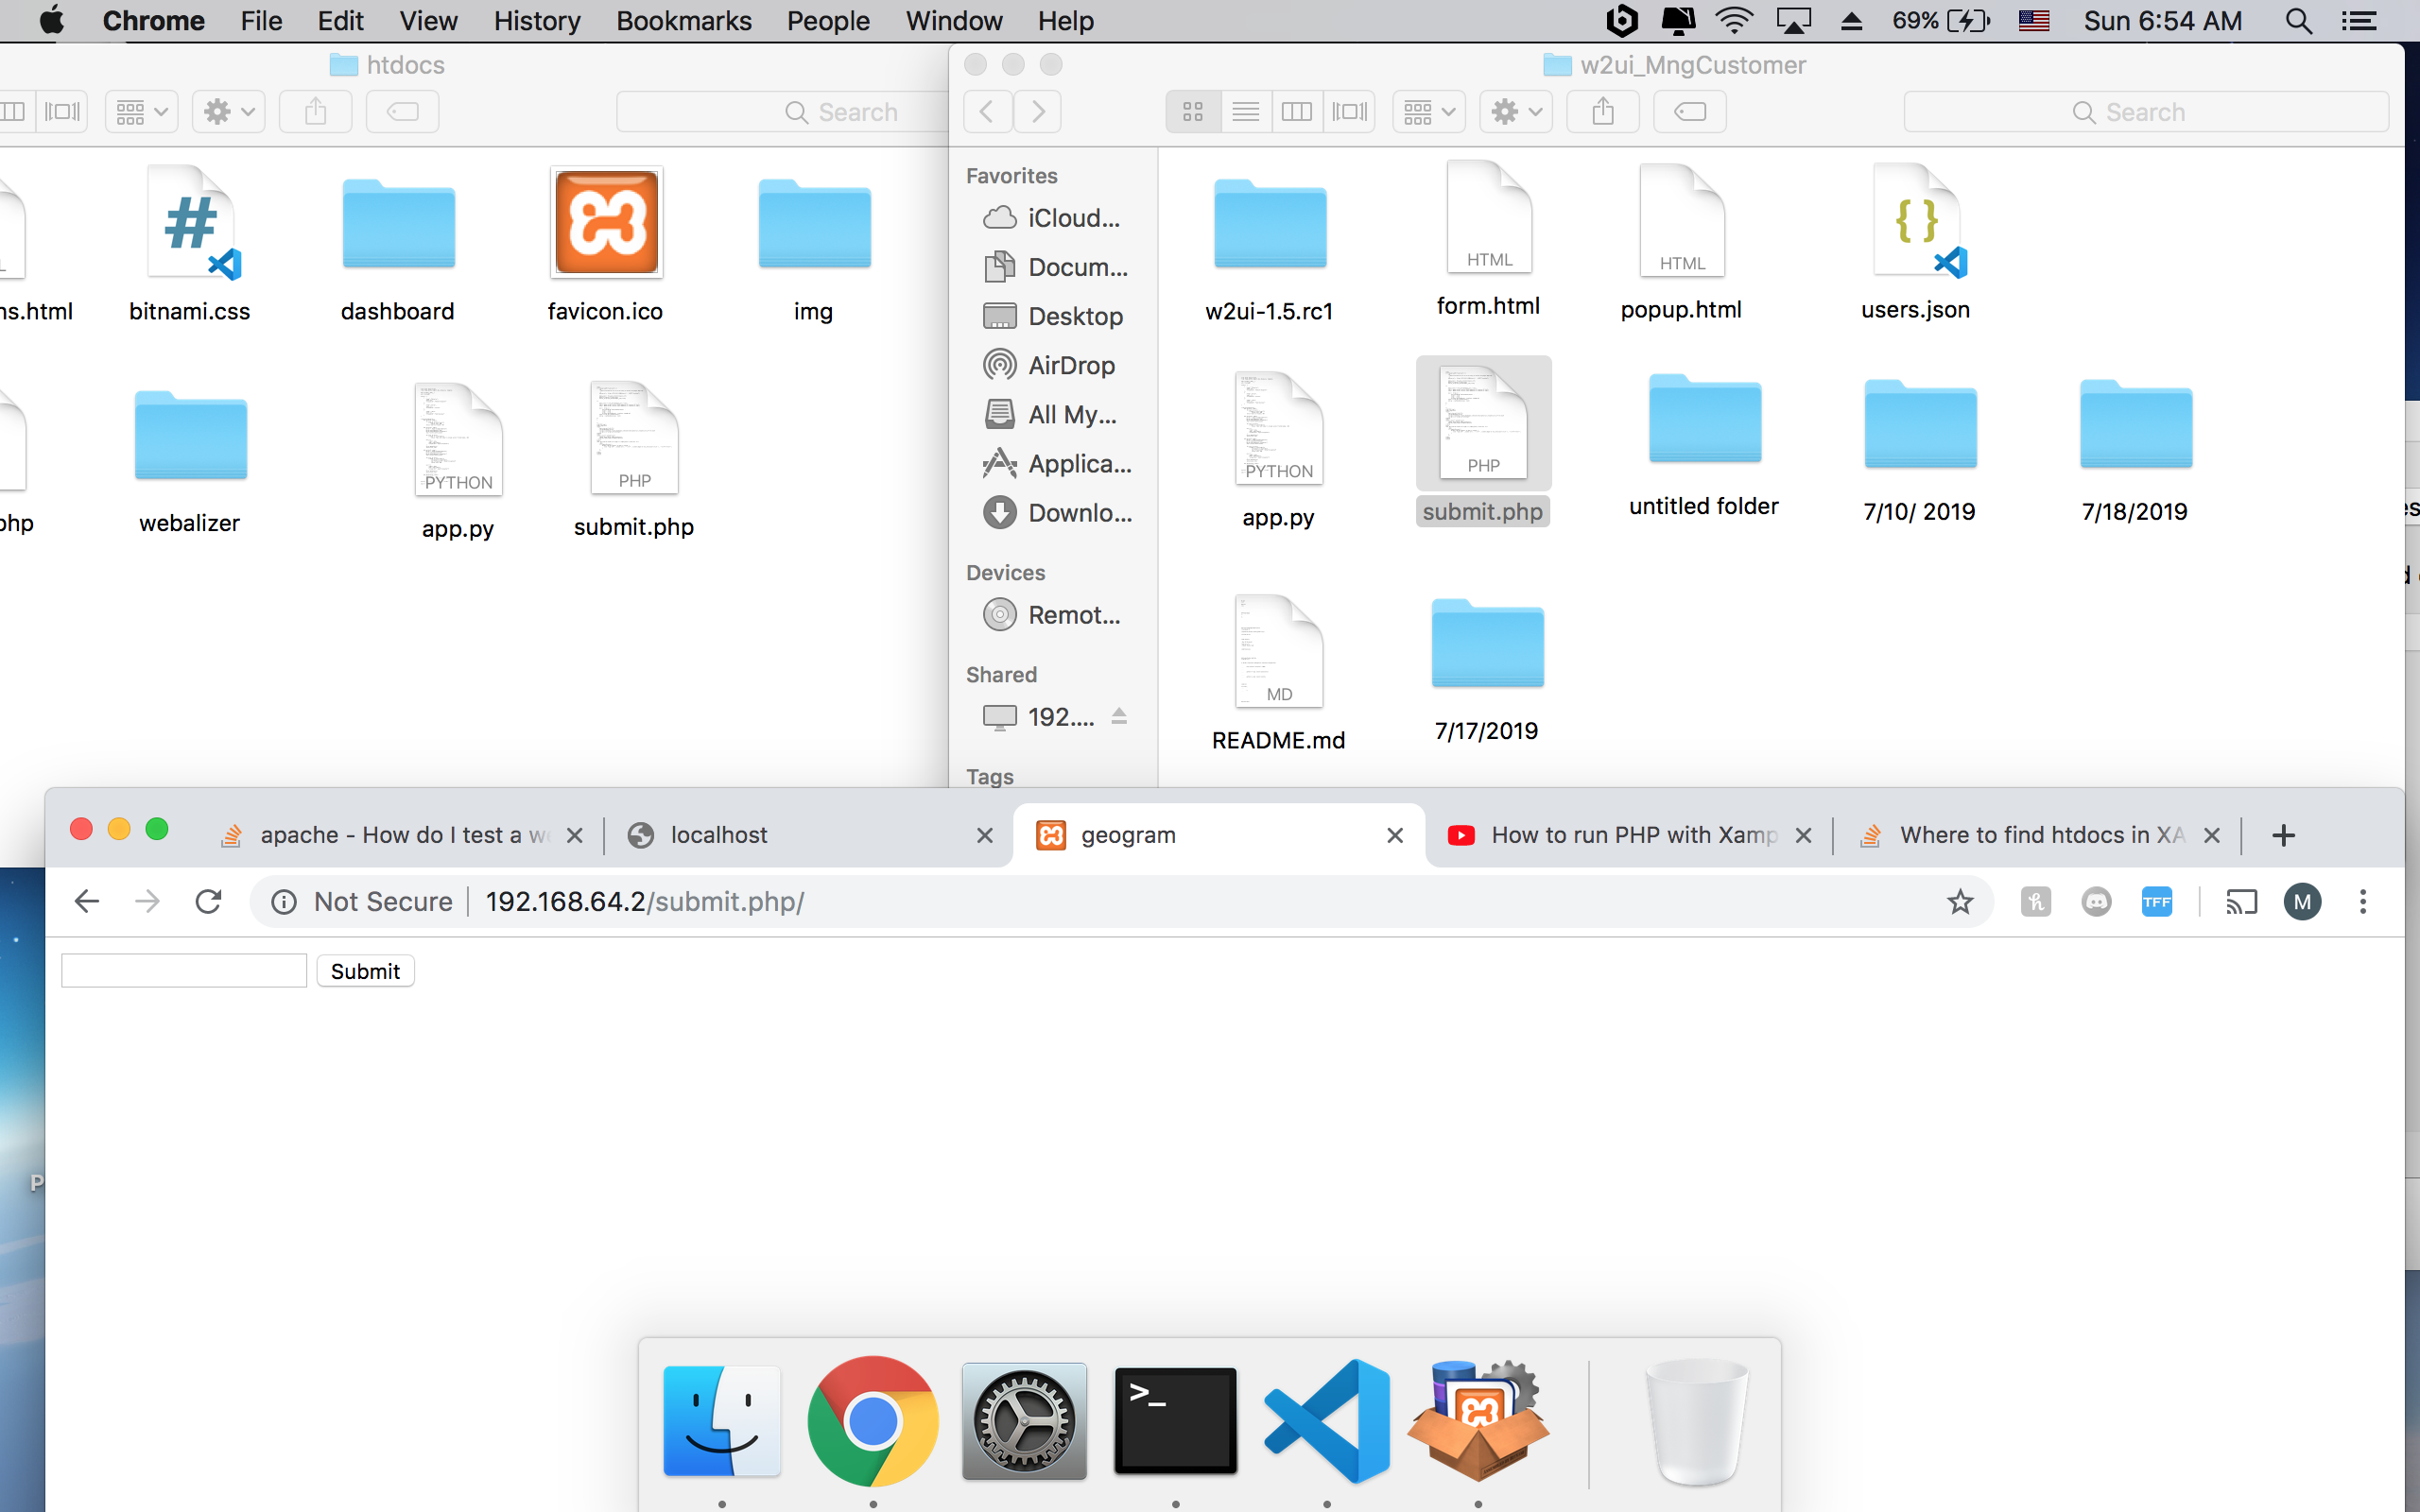 Chrome File Edit View History Bookmarks People Window Help 69% Sun 6:54 AM
htdocs
Search
ns.html bitnami.css dashboard favicon.ico img
PYTHON PHP
hp webalizer app.py submit.php
w2ui_MngCustomer
Search
Favorites
iCloud...
Docum...
Desktop
AirDrop
All My...
Applica...
Downlo...
Devices
Remot...
Shared
192....
Tags
HTML HTML
w2ui-1.5.rc1 form.html popup.html users.json
PYTHON PHP
app.py submit.php untitled folder 7/10/ 2019 7/18/2019
MD
README.md 7/17/2019
apache - How do I test a we localhost geogram How to run PHP with Xamp Where to find htdocs in XA
Not Secure 192.168.64.2/submit.php/ TFF M
Submit
P
>_